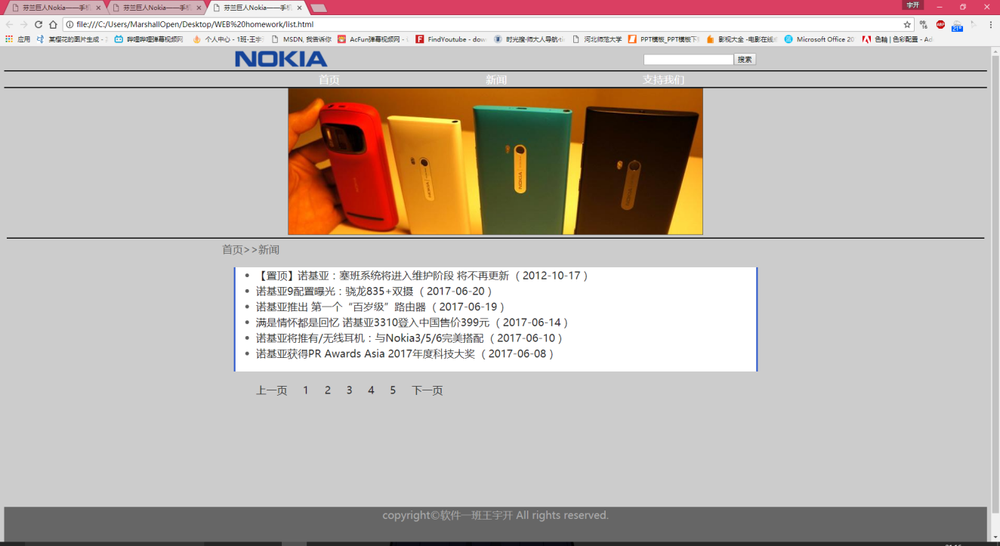 芬兰巨人Nokia——手机 芬兰巨人Nokia——手机 芬兰巨人Nokia——手机 宇开
file:///C:/Users/MarshallOpen/Desktop/WEB%20homework/list.html
应用 某樱花的图片生成 - 哔哩哔哩弹幕视频网 个人中心 - 1班-王宇 MSDN, 我告诉你 AcFun弹幕视频网 - FindYoutube - dow 时光搜-师大人导航-ti 河北师范大学 PPT模板_PPT模板下 影视大全 -电影在线 Microsoft Office 20 色轮 | 色彩配置 - Ad
NOKIA 搜索
首页 新闻 支持我们
NOKIA NOKIA NOKIA
首页>>新闻
【置顶】诺基亚：塞班系统将进入维护阶段 将不再更新 （ 2012-10-17 ）
诺基亚9配置曝光：骁龙835+双摄 （ 2017-06-20 ）
诺基亚推出 第一个“百岁级”路由器 （ 2017-06-19 ）
满是情怀都是回忆 诺基亚3310登入中国售价399元 （ 2017-06-14 ）
诺基亚将推有/无线耳机：与Nokia3/5/6完美搭配 （ 2017-06-10 ）
诺基亚获得PR Awards Asia 2017年度科技大奖 （ 2017-06-08 ）
上一页 1 2 3 4 5 下一页
copyright©软件一班王宇开 All rights reserved.